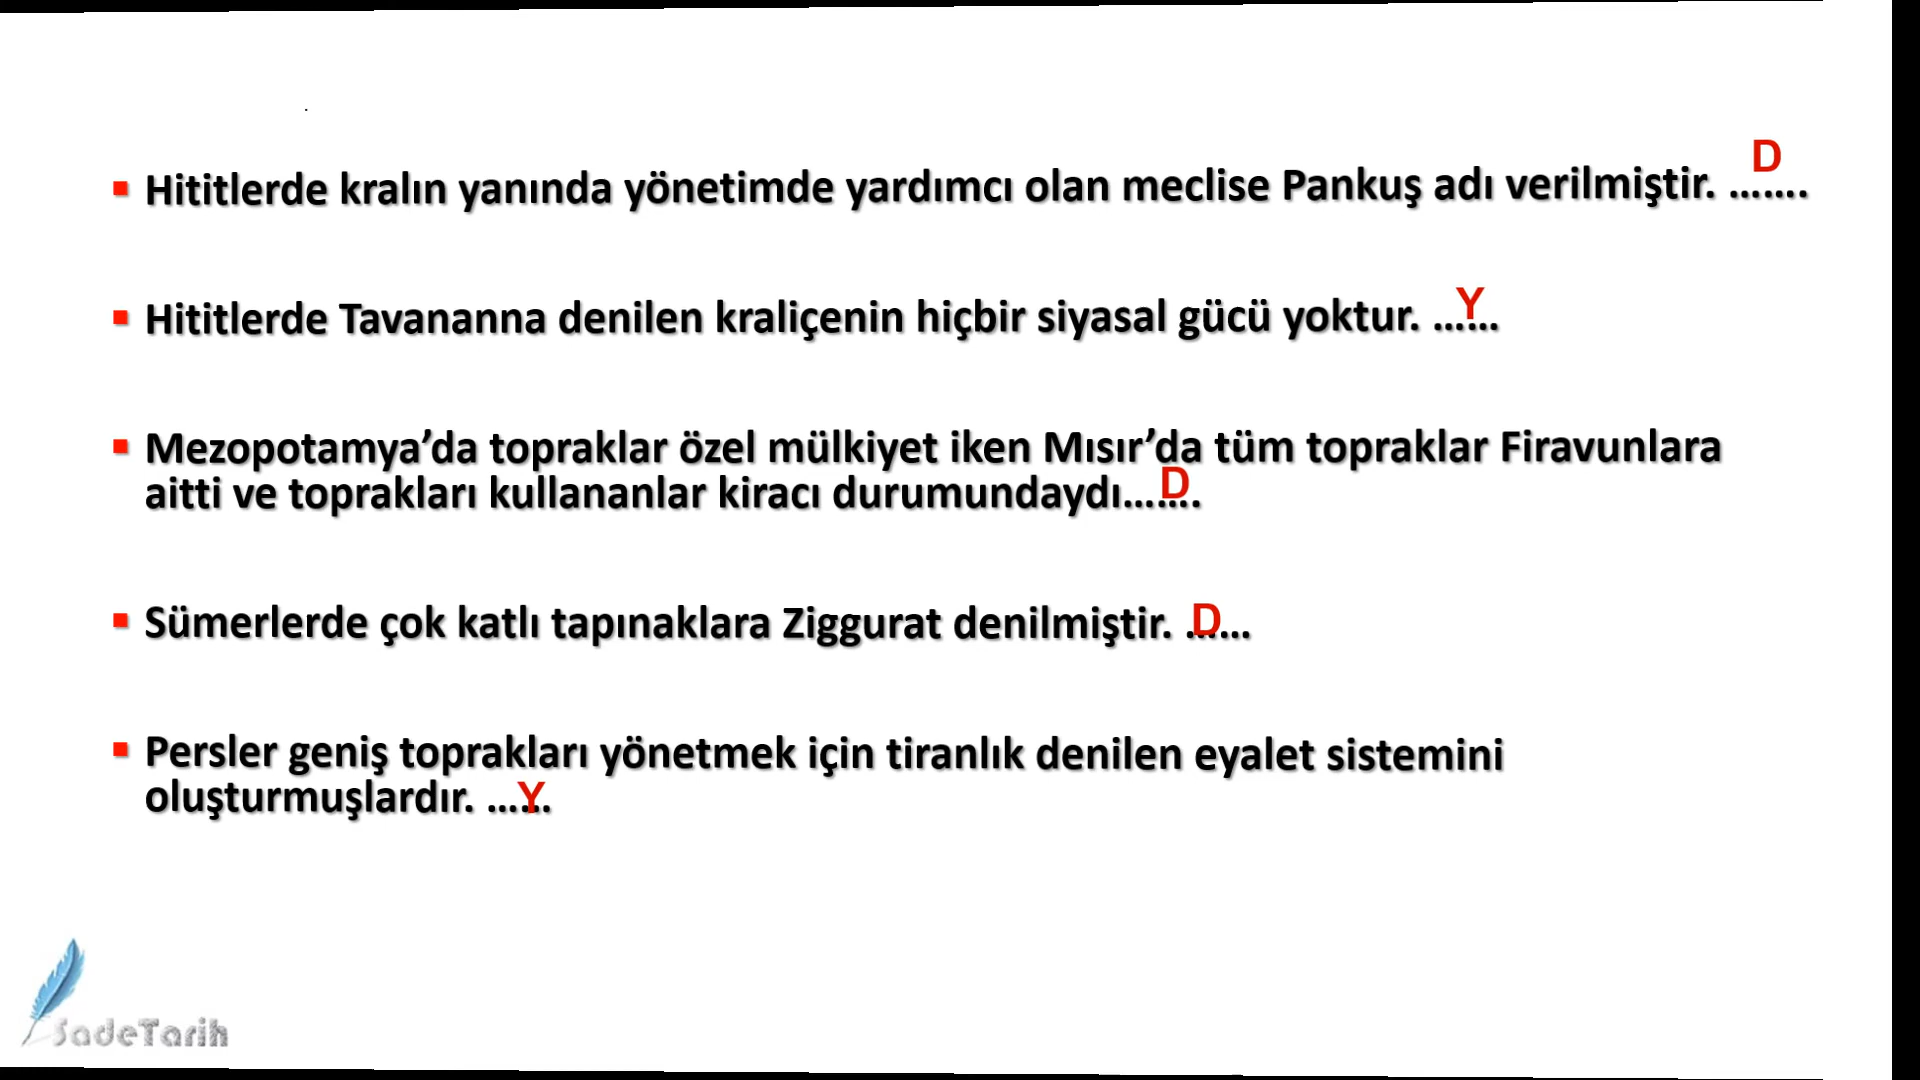 Hititlerde kralın yanında yönetimde yardımcı olan meclise Pankuş adı verilmiştir. ……. D
Hititlerde Tavananna denilen kraliçenin hiçbir siyasal gücü yoktur. …… Y
Mezopotamya’da topraklar özel mülkiyet iken Mısır’da tüm topraklar Firavunlara
aitti ve toprakları kullananlar kiracı durumundaydı……. D
Sümerlerde çok katlı tapınaklara Ziggurat denilmiştir. …… D
Persler geniş toprakları yönetmek için tiranlık denilen eyalet sistemini
oluşturmuşlardır. …… Y
SadeTarih